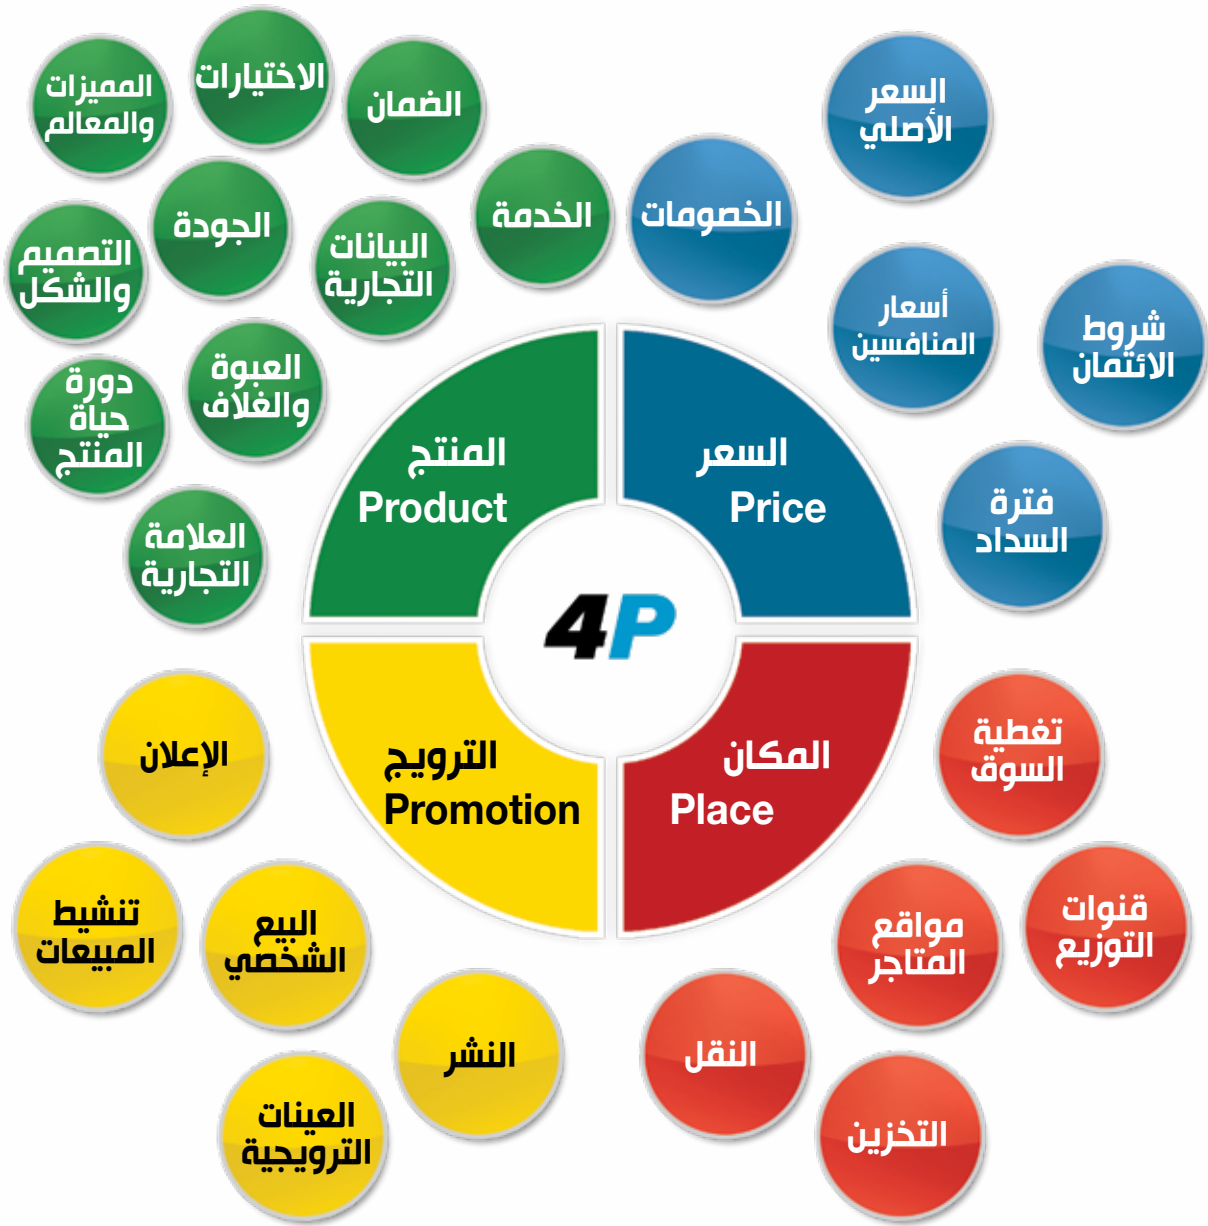 المميزات
والمعالم
الاختيارات
الضمان
التصميم
والشكل
الجودة
البيانات
التجارية
الخدمة
دورة
حياة
المنتج
العبوة
والغلاف
العلامة
التجارية
المنتج
Product
السعر
الأصلي
الخصومات
أسعار
المنافسين
شروط
الائتمان
فترة
السداد
السعر
Price
4P
الترويج
Promotion
الإعلان
تنشيط
المبيعات
البيع
الشخصي
النشر
العينات
الترويجية
المكان
Place
تغطية
السوق
قنوات
التوزيع
مواقع
المتاجر
النقل
التخزين